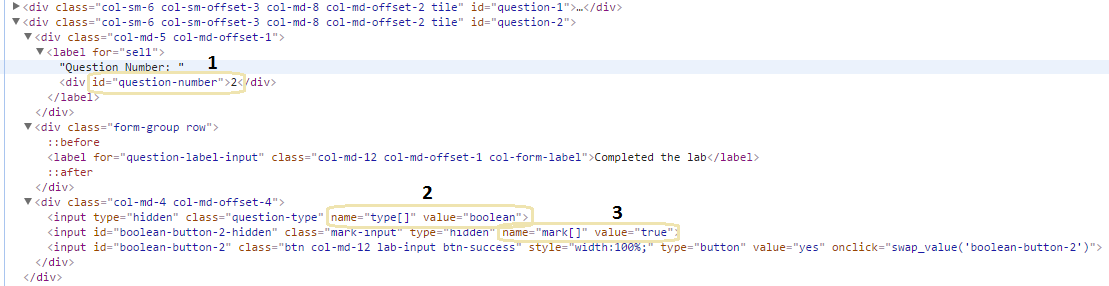 ▶<div class="col-sm-6 col-sm-offset-3 col-md-8 col-md-offset-2 tile" id="question-1">…</div>
▼<div class="col-sm-6 col-sm-offset-3 col-md-8 col-md-offset-2 tile" id="question-2">
▼<div class="col-md-5 col-md-offset-1">
▼<label for="sel1">
"Question Number: " 1
<div id="question-number">2</div>
</label>
</div>
▼<div class="form-group row">
::before
<label for="question-label-input" class="col-md-12 col-md-offset-1 col-form-label">Completed the lab</label>
::after
</div>
▼<div class="col-md-4 col-md-offset-4">
2
<input type="hidden" class="question-type" name="type[]" value="boolean">
3
<input id="boolean-button-2-hidden" class="mark-input" type="hidden" name="mark[]" value="true">
<input id="boolean-button-2" class="btn col-md-12 lab-input btn-success" style="width:100%;" type="button" value="yes" onclick="swap_value('boolean-button-2')">
</div>
</div>